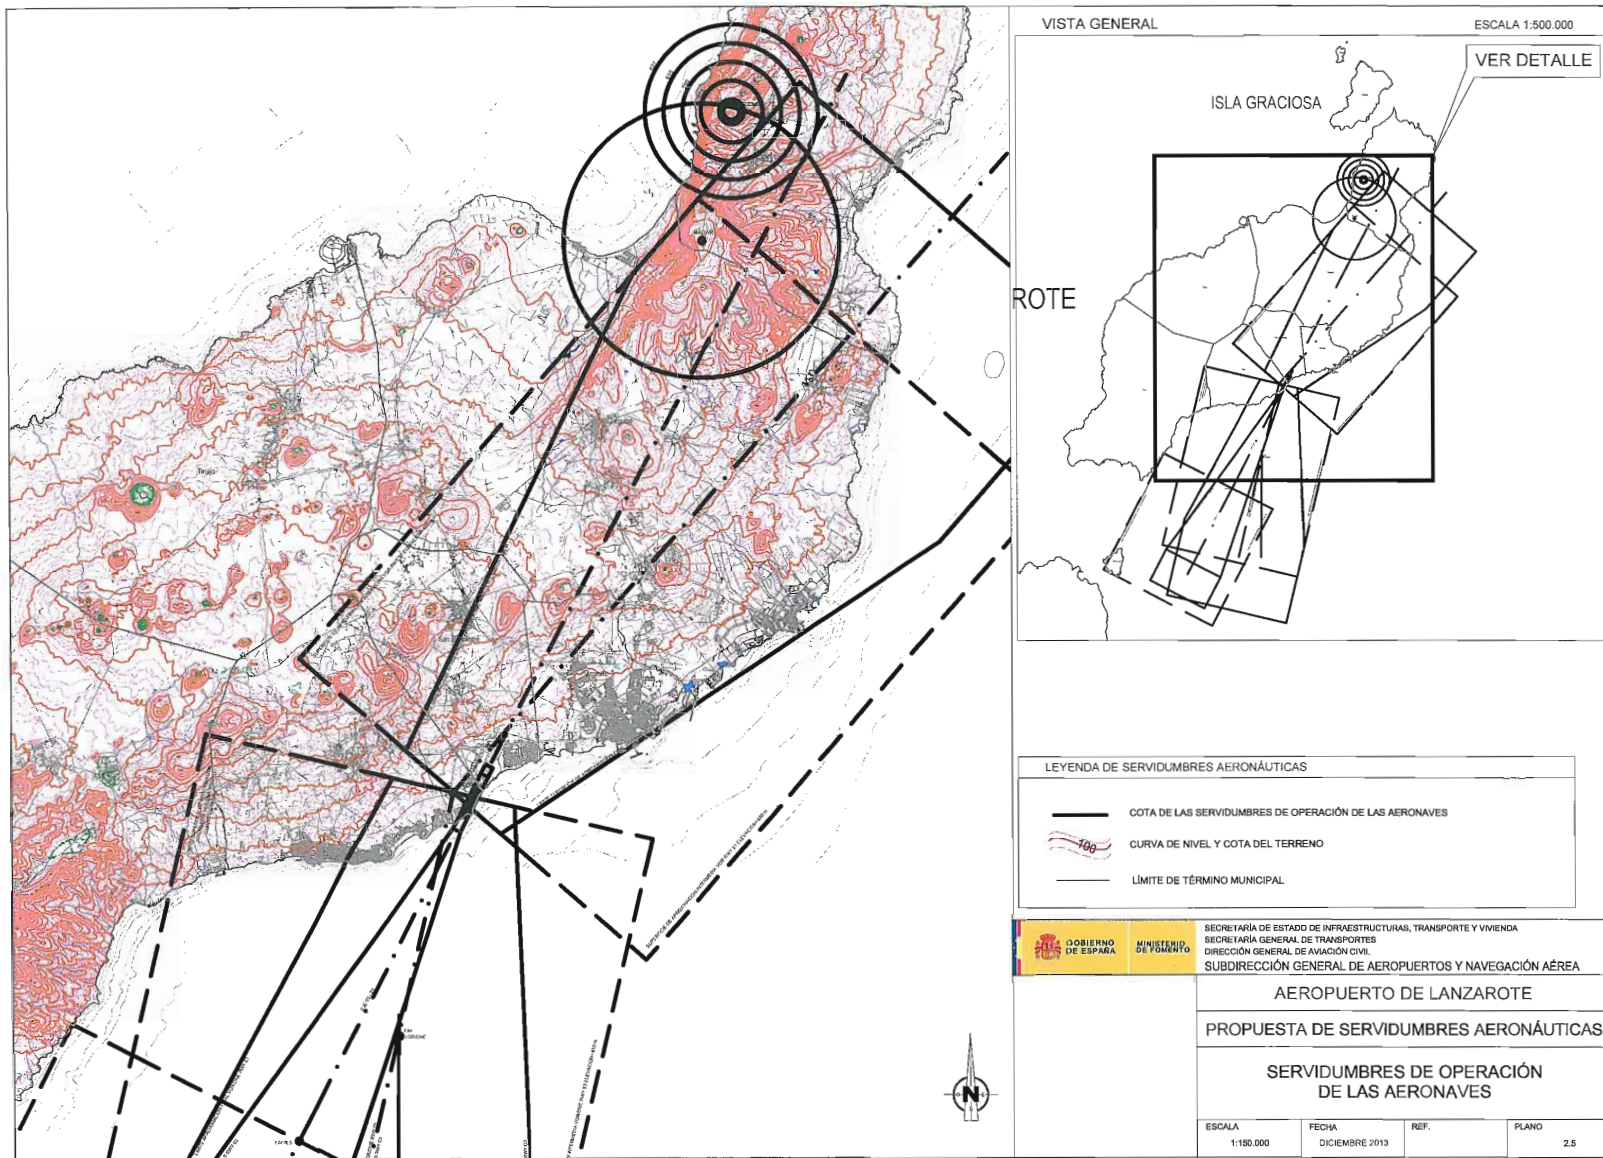 VISTA GENERAL
ESCALA 1:500.000
VER DETALLE
ISLA GRACIOSA
ROTE
LEYENDA DE SERVIDUMBRES AERONÁUTICAS
COTA DE LAS SERVIDUMBRES DE OPERACIÓN DE LAS AERONAVES
100
CURVA DE NIVEL Y COTA DEL TERRENO
LÍMITE DE TÉRMINO MUNICIPAL
GOBIERNO
DE ESPAÑA
MINISTERIO
DE FOMENTO
SECRETARÍA DE ESTADO DE INFRAESTRUCTURAS, TRANSPORTE Y VIVIENDA
SECRETARÍA GENERAL DE TRANSPORTES
DIRECCIÓN GENERAL DE AVIACIÓN CIVIL
SUBDIRECCIÓN GENERAL DE AEROPUERTOS Y NAVEGACIÓN AÉREA
AEROPUERTO DE LANZAROTE
PROPUESTA DE SERVIDUMBRES AERONÁUTICAS
SERVIDUMBRES DE OPERACIÓN
DE LAS AERONAVES
ESCALA
1:150.000
FECHA
DICIEMBRE 2013
REF.
PLANO
2.5
N